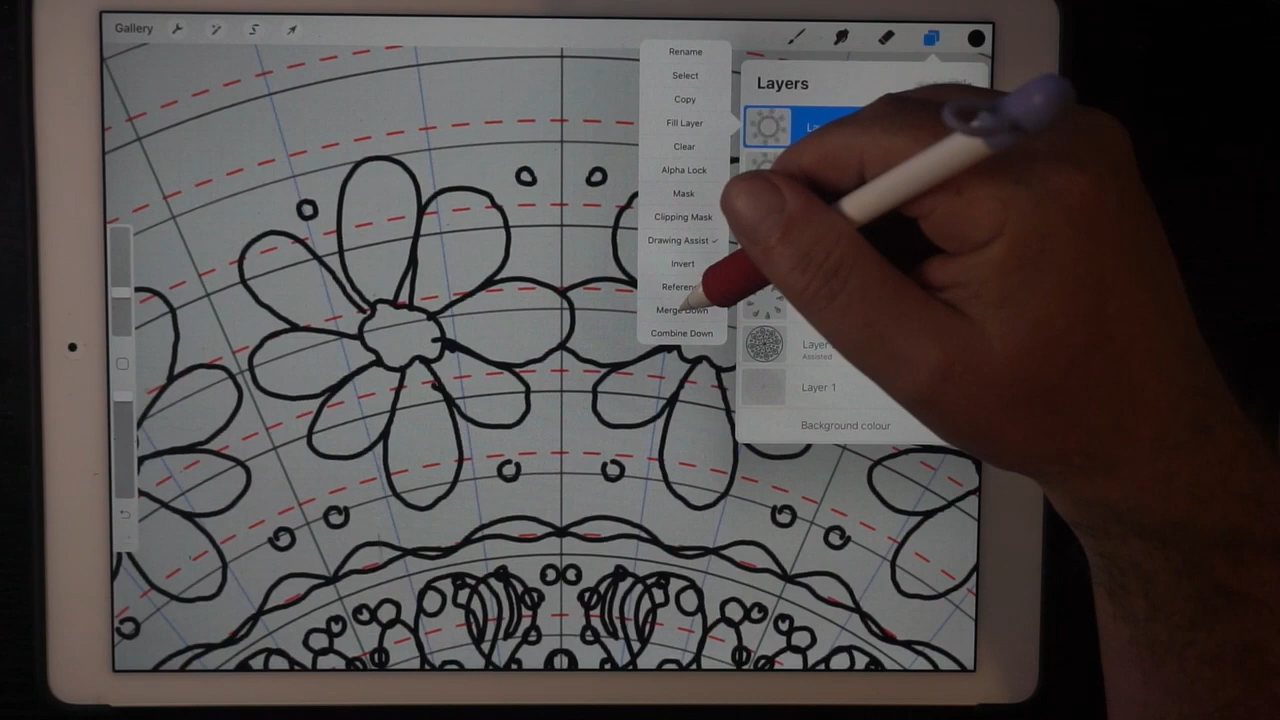 Gallery
Rename
Select
Copy
Fill Layer
Clear
Alpha Lock
Mask
Clipping Mask
Drawing Assist ✓
Invert
Merge Down
Combine Down
Layers
Assisted
Layer 1
Background colour